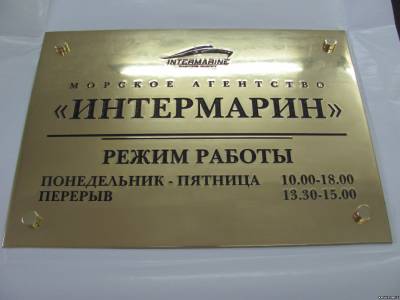 INTERMARINE
МОРСКОЕ АГЕНТСТВО
«ИНТЕРМАРИН»
РЕЖИМ РАБОТЫ
ПОНЕДЕЛЬНИК - ПЯТНИЦА 10.00-18.00
ПЕРЕРЫВ 13.30-15.00